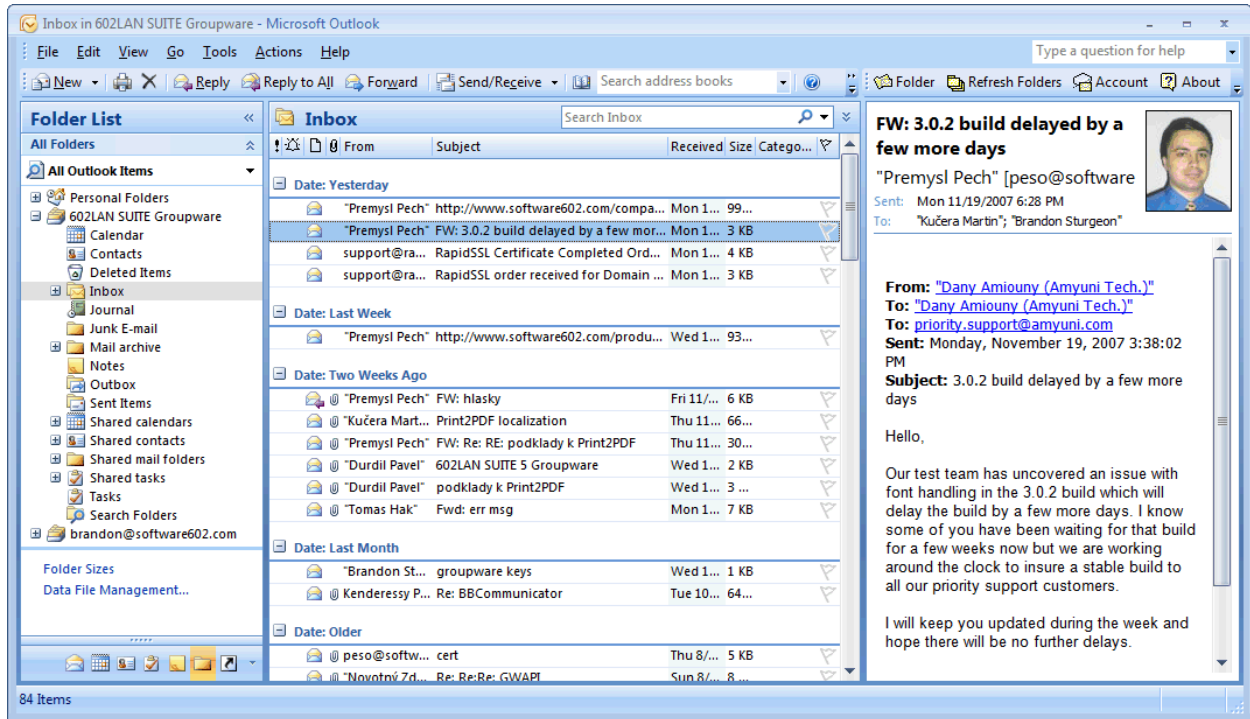 Inbox in 602LAN SUITE Groupware - Microsoft Outlook
File Edit View Go Tools Actions Help
Type a question for help
New Reply Reply to All Forward Send/Receive Search address books
Folder Refresh Folders Account About
Folder List «
All Folders
All Outlook Items
Personal Folders
602LAN SUITE Groupware
Calendar
Contacts
Deleted Items
Inbox
Journal
Junk E-mail
Mail archive
Notes
Outbox
Sent Items
Shared calendars
Shared contacts
Shared mail folders
Shared tasks
Tasks
Search Folders
brandon@software602.com
Folder Sizes
Data File Management...
Inbox Search Inbox
! From Subject Received Size Catego...
Date: Yesterday
"Premysl Pech" http://www.software602.com/compa... Mon 1... 99...
"Premysl Pech" FW: 3.0.2 build delayed by a few mor... Mon 1... 3 KB
support@ra... RapidSSL Certificate Completed Ord... Mon 1... 4 KB
support@ra... RapidSSL order received for Domain ... Mon 1... 3 KB
Date: Last Week
"Premysl Pech" http://www.software602.com/produ... Wed 1... 93...
Date: Two Weeks Ago
"Premysl Pech" FW: hlasky Fri 11/... 6 KB
"Kučera Mart... Print2PDF localization Thu 11... 66...
"Premysl Pech" FW: Re: RE: podklady k Print2PDF Thu 11... 30...
"Durdil Pavel" 602LAN SUITE 5 Groupware Wed 1... 2 KB
"Durdil Pavel" podklady k Print2PDF Wed 1... 3 ...
"Tomas Hak" Fwd: err msg Mon 1... 7 KB
Date: Last Month
"Brandon St... groupware keys Wed 1... 1 KB
Kenderessy P... Re: BBCommunicator Tue 10... 64...
Date: Older
peso@softw... cert Thu 8/... 5 KB
"Novotný Zd... Re: Re:Re: GWAPI Sun 8/... 8 ...
FW: 3.0.2 build delayed by a
few more days
"Premysl Pech" [peso@software
Sent: Mon 11/19/2007 6:28 PM
To: "Kučera Martin"; "Brandon Sturgeon"
From: "Dany Amiouny (Amyuni Tech.)"
To: "Dany Amiouny (Amyuni Tech.)"
To: priority.support@amyuni.com
Sent: Monday, November 19, 2007 3:38:02
PM
Subject: 3.0.2 build delayed by a few more
days
Hello,
Our test team has uncovered an issue with
font handling in the 3.0.2 build which will
delay the build by a few more days. I know
some of you have been waiting for that build
for a few weeks now but we are working
around the clock to insure a stable build to
all our priority support customers.
I will keep you updated during the week and
hope there will be no further delays.
84 Items